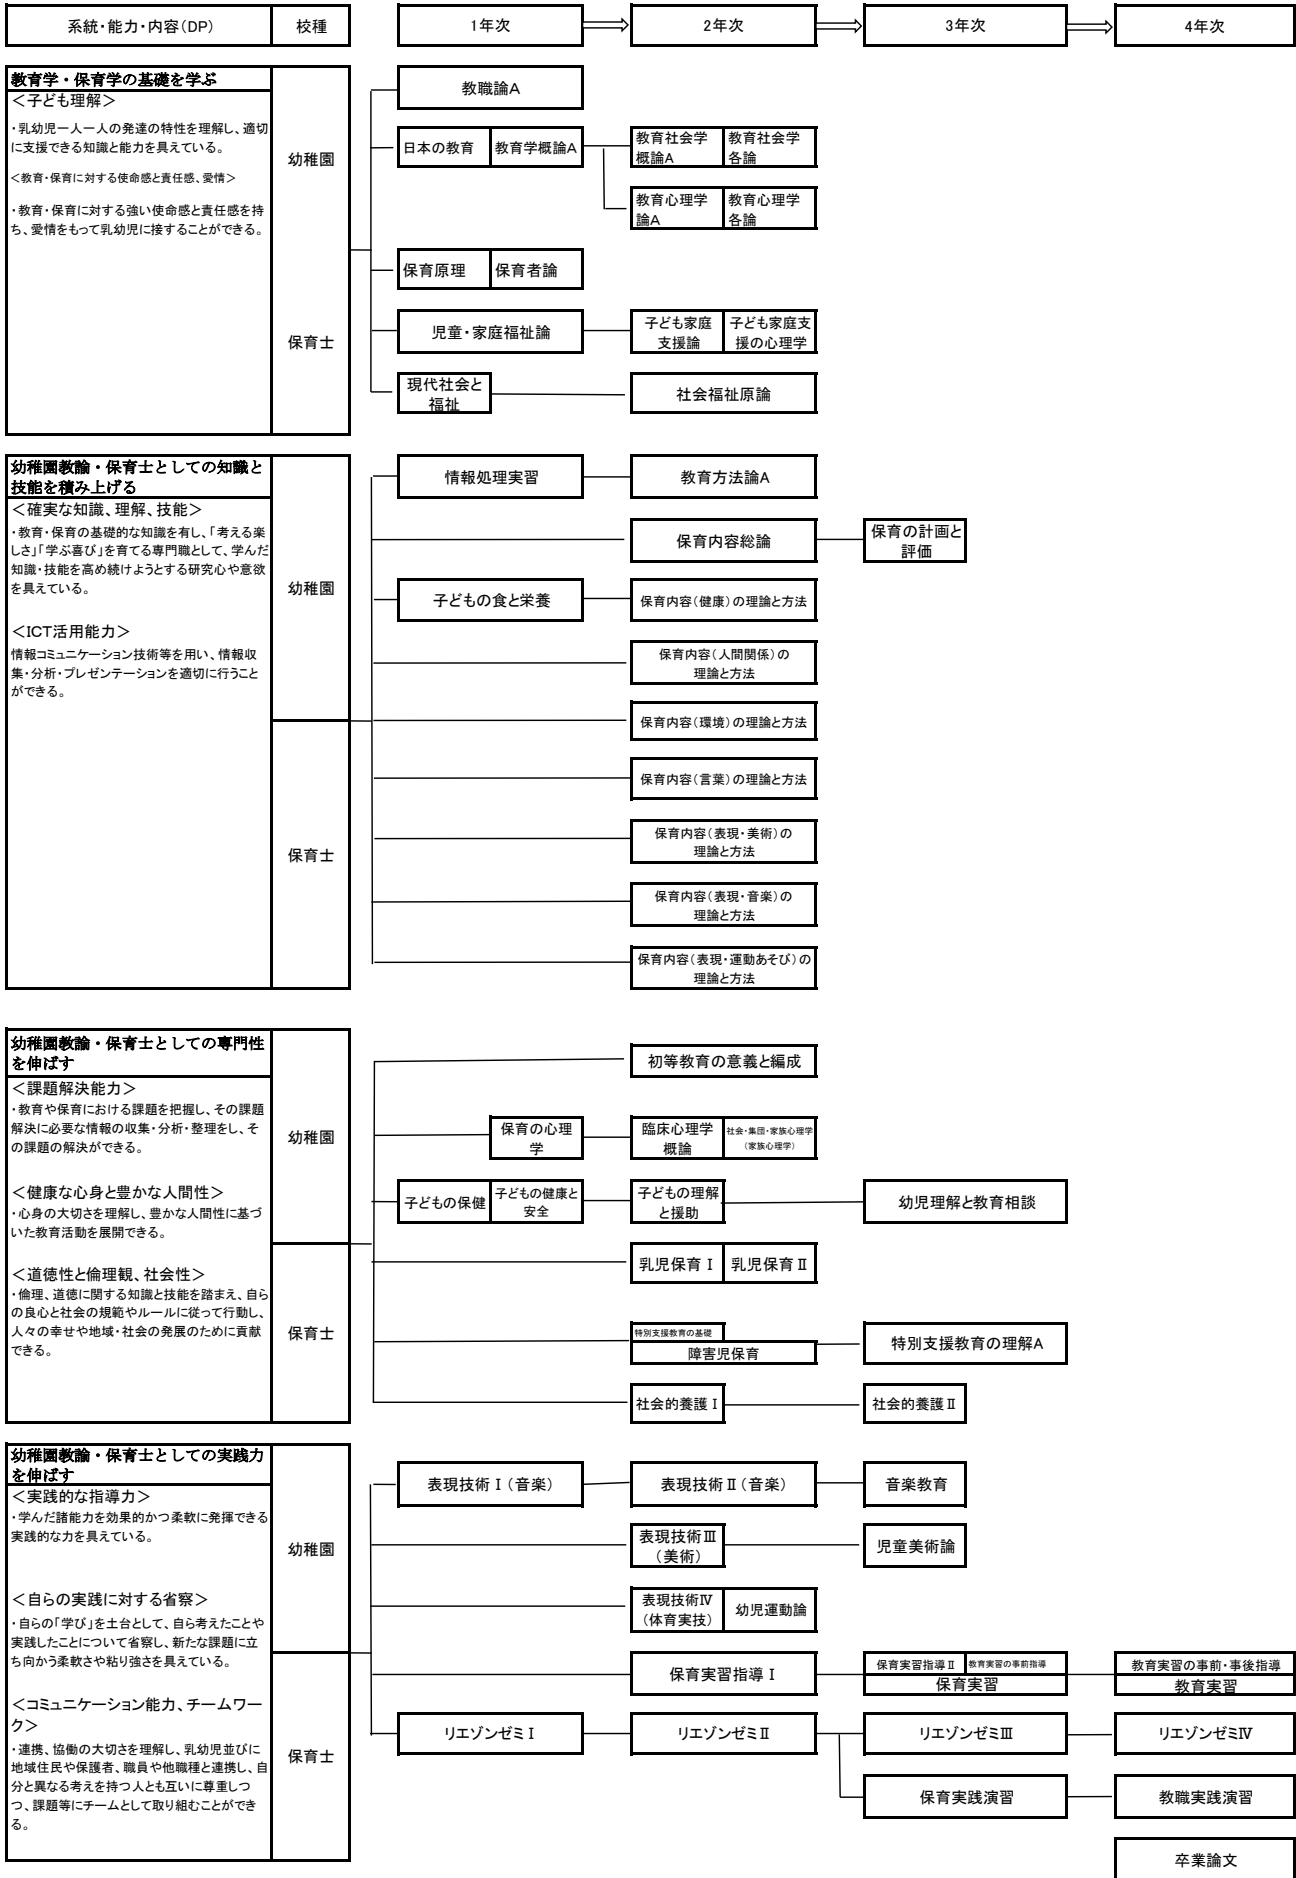 系統・能力・内容(DP)
校種
1年次
2年次
3年次
4年次
教育学・保育学の基礎を学ぶ
＜子ども理解＞
・乳幼児一人一人の発達の特性を理解し、適切
に支援できる知識と能力を具えている。
＜教育・保育に対する使命感と責任感、愛情＞
・教育・保育に対する強い使命感と責任感を持
ち、愛情をもって乳幼児に接することができる。
幼稚園
保育士
教職論A
日本の教育
教育学概論A
教育社会学
概論A
教育社会学
各論
教育心理学
論A
教育心理学
各論
保育原理
保育者論
児童・家庭福祉論
子ども家庭
支援論
子ども家庭支
援の心理学
現代社会と
福祉
社会福祉原論
幼稚園教諭・保育士としての知識と
技能を積み上げる
＜確実な知識、理解、技能＞
・教育・保育の基礎的な知識を有し、「考える楽
しさ」「学ぶ喜び」を育てる専門職として、学んだ
知識・技能を高め続けようとする研究心や意欲
を具えている。
＜ICT活用能力＞
情報コミュニケーション技術等を用い、情報収
集・分析・プレゼンテーションを適切に行うこと
ができる。
幼稚園
保育士
情報処理実習
教育方法論A
保育内容総論
保育の計画と
評価
子どもの食と栄養
保育内容(健康)の理論と方法
保育内容(人間関係)の
理論と方法
保育内容(環境)の理論と方法
保育内容(言葉)の理論と方法
保育内容(表現・美術)の
理論と方法
保育内容(表現・音楽)の
理論と方法
保育内容(表現・運動あそび)の
理論と方法
幼稚園教諭・保育士としての専門性
を伸ばす
＜課題解決能力＞
・教育や保育における課題を把握し、その課題
解決に必要な情報の収集・分析・整理をし、そ
の課題の解決ができる。
＜健康な心身と豊かな人間性＞
・心身の大切さを理解し、豊かな人間性に基づ
いた教育活動を展開できる。
＜道徳性と倫理観、社会性＞
・倫理、道徳に関する知識と技能を踏まえ、自ら
の良心と社会の規範やルールに従って行動し、
人々の幸せや地域・社会の発展のために貢献
できる。
幼稚園
保育士
初等教育の意義と編成
保育の心理
学
臨床心理学
概論
社会・集団・家族心理学
(家族心理学)
子どもの保健
子どもの健康と
安全
子どもの理解
と援助
幼児理解と教育相談
乳児保育Ⅰ
乳児保育Ⅱ
特別支援教育の基礎
障害児保育
特別支援教育の理解A
社会的養護Ⅰ
社会的養護Ⅱ
幼稚園教諭・保育士としての実践力
を伸ばす
＜実践的な指導力＞
・学んだ諸能力を効果的かつ柔軟に発揮できる
実践的な力を具えている。
＜自らの実践に対する省察＞
・自らの「学び」を土台として、自ら考えたことや
実践したことについて省察し、新たな課題に立
ち向かう柔軟さや粘り強さを具えている。
＜コミュニケーション能力、チームワー
ク＞
・連携、協働の大切さを理解し、乳幼児並びに
地域住民や保護者、職員や他職種と連携し、自
分と異なる考えを持つ人とも互いに尊重しつ
つ、課題等にチームとして取り組むことができ
る。
幼稚園
保育士
表現技術Ⅰ(音楽)
表現技術Ⅱ(音楽)
音楽教育
表現技術Ⅲ
(美術)
児童美術論
表現技術Ⅳ
(体育実技)
幼児運動論
保育実習指導Ⅰ
保育実習指導Ⅱ
教育実習の事前指導
保育実習
教育実習の事前・事後指導
教育実習
リエゾンゼミⅠ
リエゾンゼミⅡ
リエゾンゼミⅢ
リエゾンゼミⅣ
保育実践演習
教職実践演習
卒業論文